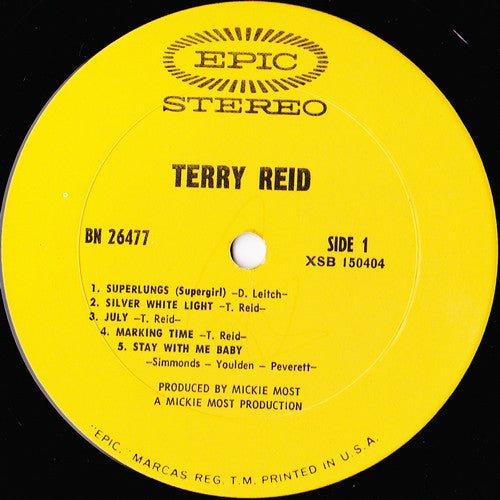 EPIC
STEREO
TERRY REID
BN 26477
SIDE 1
XSB 150404
1. SUPERLUNGS (Supergirl) –D. Leitch–
2. SILVER WHITE LIGHT –T. Reid–
3. JULY –T. Reid–
4. MARKING TIME –T. Reid–
5. STAY WITH ME BABY
–Simmonds – Youlden – Peverett–
PRODUCED BY MICKIE MOST
A MICKIE MOST PRODUCTION
"EPIC," MARCAS REG. T.M. PRINTED IN U.S.A.